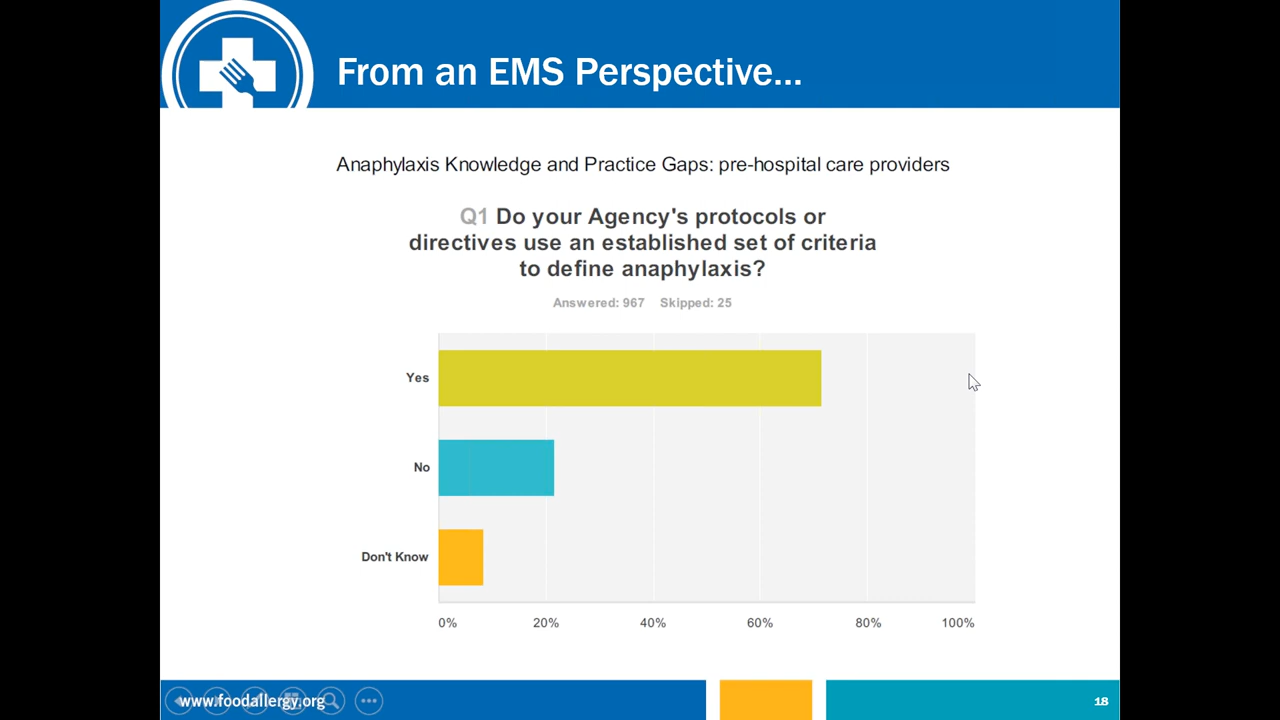 From an EMS Perspective...
Anaphylaxis Knowledge and Practice Gaps: pre-hospital care providers
Q1 Do your Agency's protocols or
directives use an established set of criteria
to define anaphylaxis?
Answered: 967 Skipped: 25
Yes
No
Don't Know
0% 20% 40% 60% 80% 100%
www.foodallergy.org
18